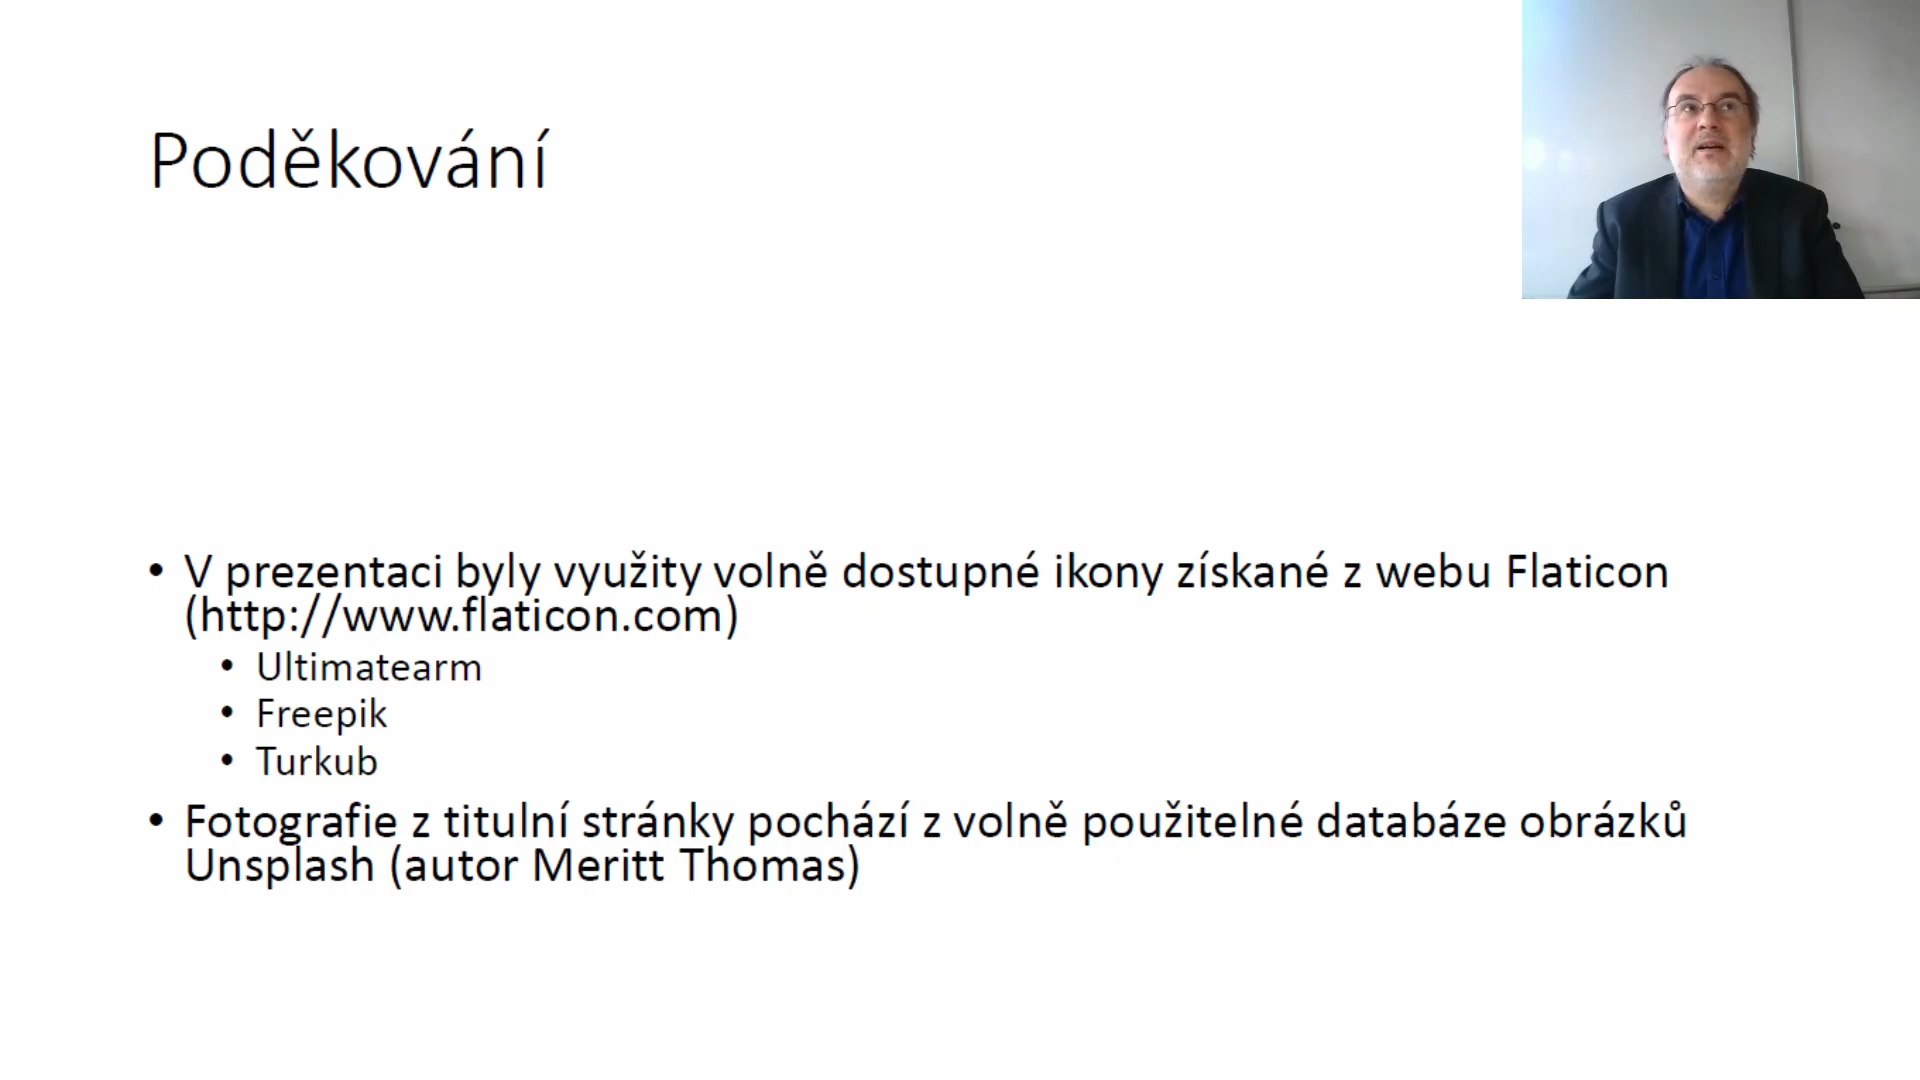 Poděkování
• V prezentaci byly využity volně dostupné ikony získané z webu Flaticon
(http://www.flaticon.com)
• Ultimatearm
• Freepik
• Turkub
• Fotografie z titulní stránky pochází z volně použitelné databáze obrázků
Unsplash (autor Meritt Thomas)